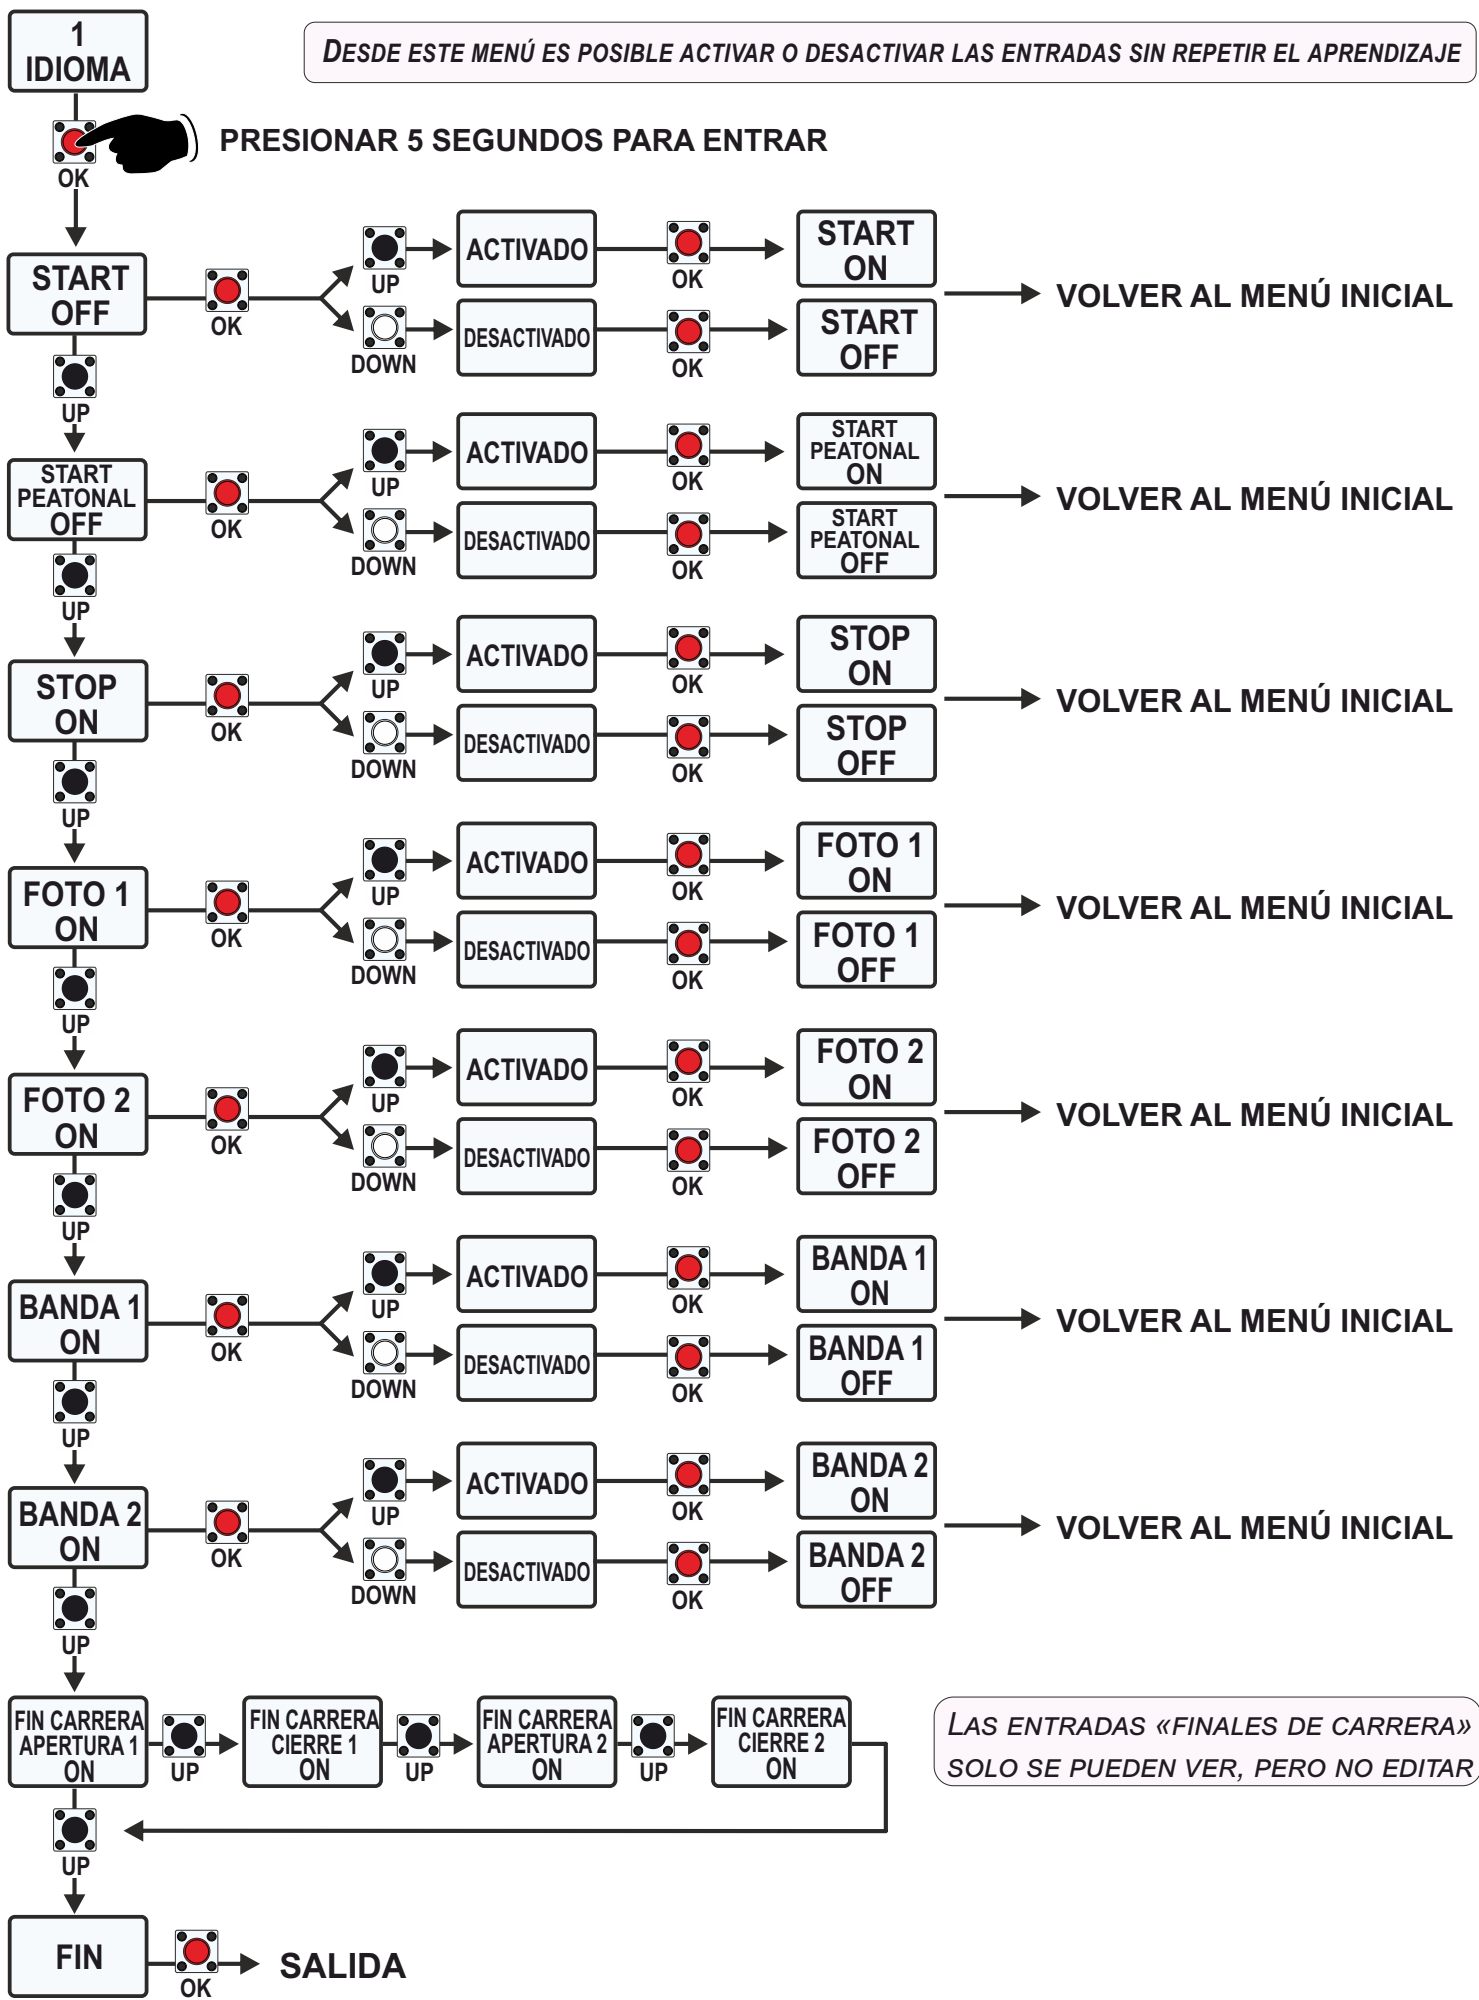 1
IDIOMA
DESDE ESTE MENÚ ES POSIBLE ACTIVAR O DESACTIVAR LAS ENTRADAS SIN REPETIR EL APRENDIZAJE
PRESIONAR 5 SEGUNDOS PARA ENTRAR
OK
START
OFF
OK
UP
ACTIVADO
OK
START
ON
DOWN
DESACTIVADO
OK
START
OFF
VOLVER AL MENÚ INICIAL
UP
START
PEATONAL
OFF
OK
UP
ACTIVADO
OK
START
PEATONAL
ON
DOWN
DESACTIVADO
OK
START
PEATONAL
OFF
VOLVER AL MENÚ INICIAL
UP
STOP
ON
OK
UP
ACTIVADO
OK
STOP
ON
DOWN
DESACTIVADO
OK
STOP
OFF
VOLVER AL MENÚ INICIAL
UP
FOTO 1
ON
OK
UP
ACTIVADO
OK
FOTO 1
ON
DOWN
DESACTIVADO
OK
FOTO 1
OFF
VOLVER AL MENÚ INICIAL
UP
FOTO 2
ON
OK
UP
ACTIVADO
OK
FOTO 2
ON
DOWN
DESACTIVADO
OK
FOTO 2
OFF
VOLVER AL MENÚ INICIAL
UP
BANDA 1
ON
OK
UP
ACTIVADO
OK
BANDA 1
ON
DOWN
DESACTIVADO
OK
BANDA 1
OFF
VOLVER AL MENÚ INICIAL
UP
BANDA 2
ON
OK
UP
ACTIVADO
OK
BANDA 2
ON
DOWN
DESACTIVADO
OK
BANDA 2
OFF
VOLVER AL MENÚ INICIAL
UP
FIN CARRERA
APERTURA 1
ON
UP
FIN CARRERA
CIERRE 1
ON
UP
FIN CARRERA
APERTURA 2
ON
UP
FIN CARRERA
CIERRE 2
ON
LAS ENTRADAS «FINALES DE CARRERA»
SOLO SE PUEDEN VER, PERO NO EDITAR
UP
FIN
OK
SALIDA